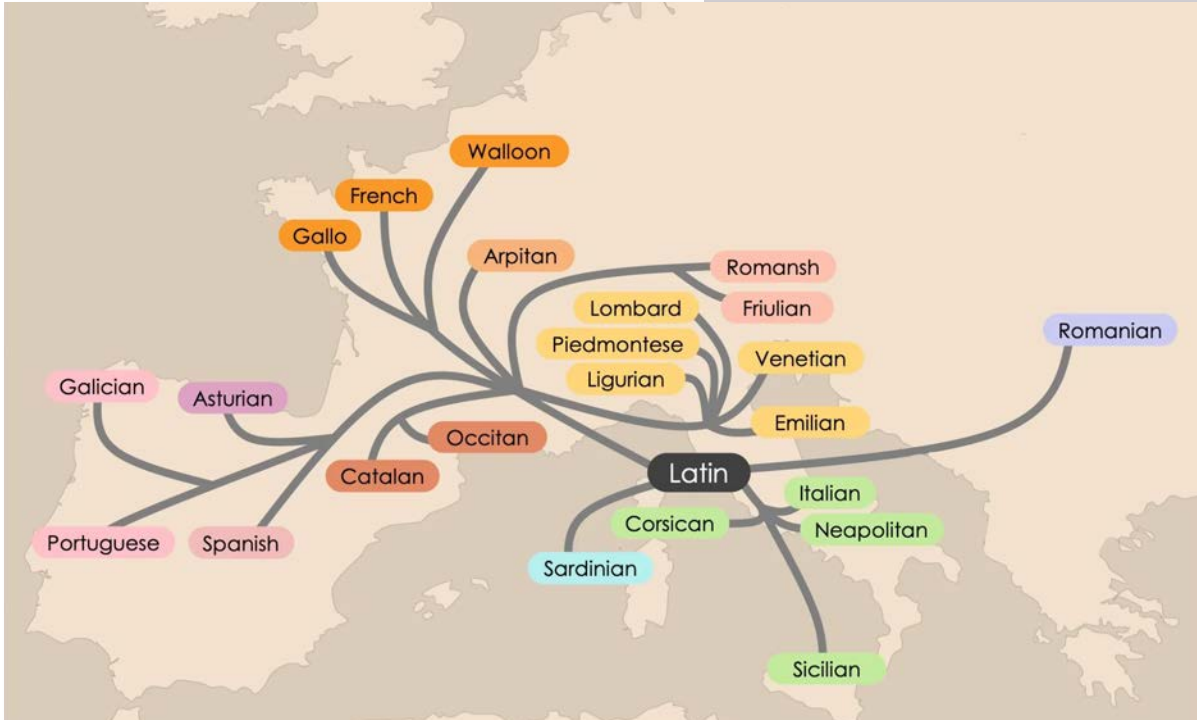 Walloon
French
Gallo
Arpitan
Romansh
Friulian
Lombard
Piedmontese
Ligurian
Venetian
Emilian
Romanian
Galician
Asturian
Occitan
Catalan
Portuguese
Spanish
Latin
Italian
Corsican
Neapolitan
Sardinian
Sicilian